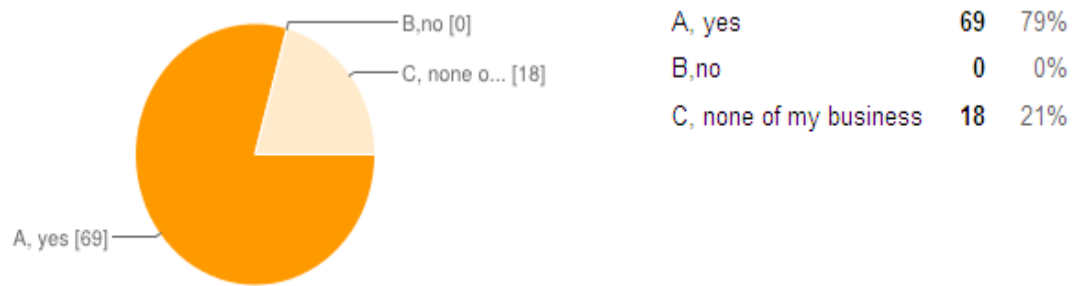 B,no [0]
C, none o... [18]
A, yes [69]
A, yes 69 79%
B,no 0 0%
C, none of my business 18 21%